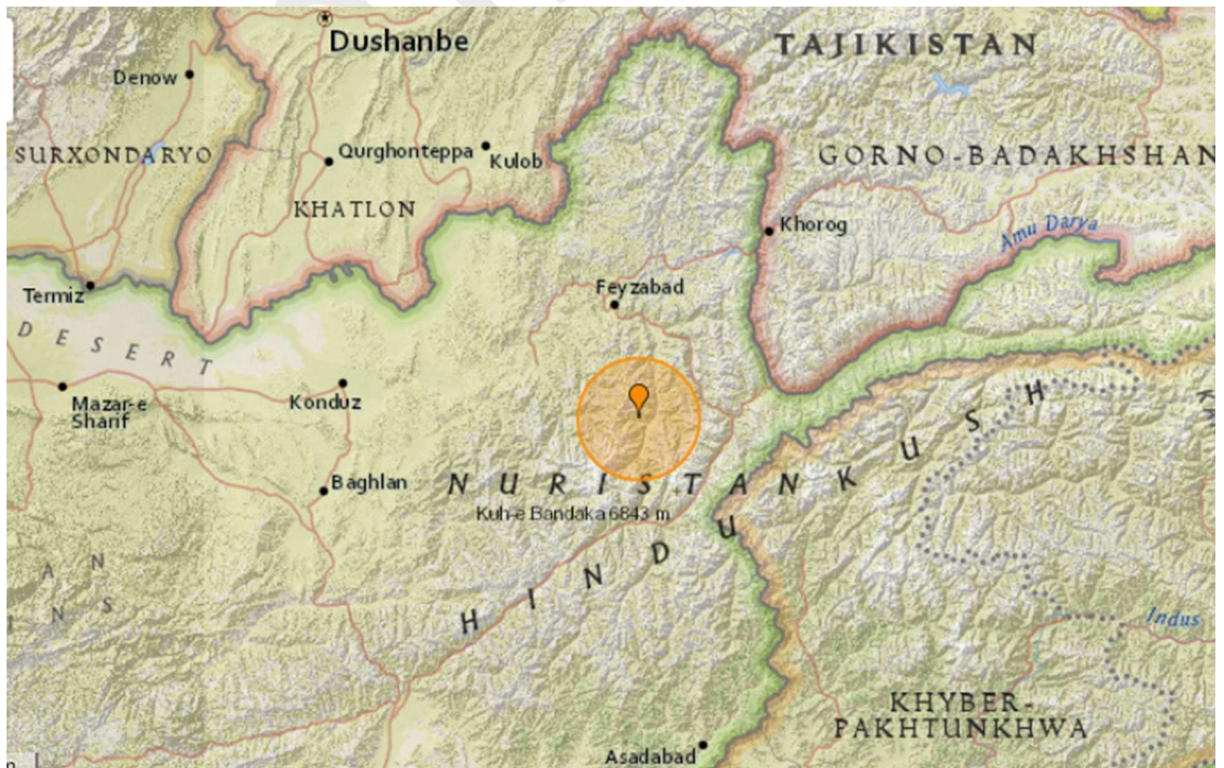 Dushanbe
TAJIKISTAN
Denow
SURXONDARYO
Qurghonteppa
Kulob
GORNO-BADAKHSHAN
KHATLON
Khorog
Amu Darya
Feyzabad
Termiz
DESERT
Mazar-e
Sharif
Konduz
Baghlan
NURISTAN
Kuh-e Bandaka 6843 m
HINDU KUSH
A N
N S
Indus
KHYBER-
PAKHTUNKHWA
Asadabad